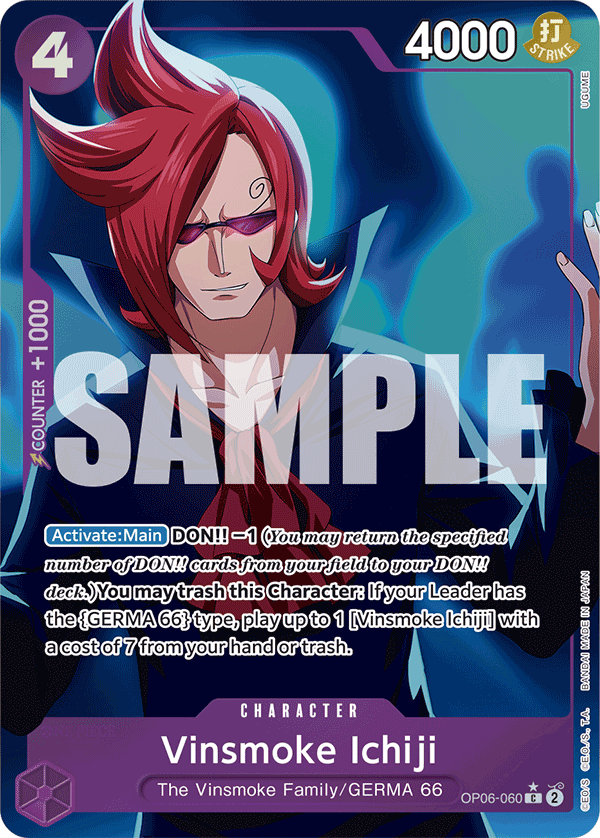 4
4000
打
STRIKE
UGUME
COUNTER +1000
SAMPLE
Activate:Main DON!! −1 (You may return the specified
number of DON!! cards from your field to your DON!!
deck.)You may trash this Character: If your Leader has
the {GERMA 66} type, play up to 1 [Vinsmoke Ichiji] with
a cost of 7 from your hand or trash.
©E.O./S. ©E.O./S., T.A. BANDAI MADE IN JAPAN
CHARACTER
Vinsmoke Ichiji
The Vinsmoke Family/GERMA 66
OP06-060 ★ C 2